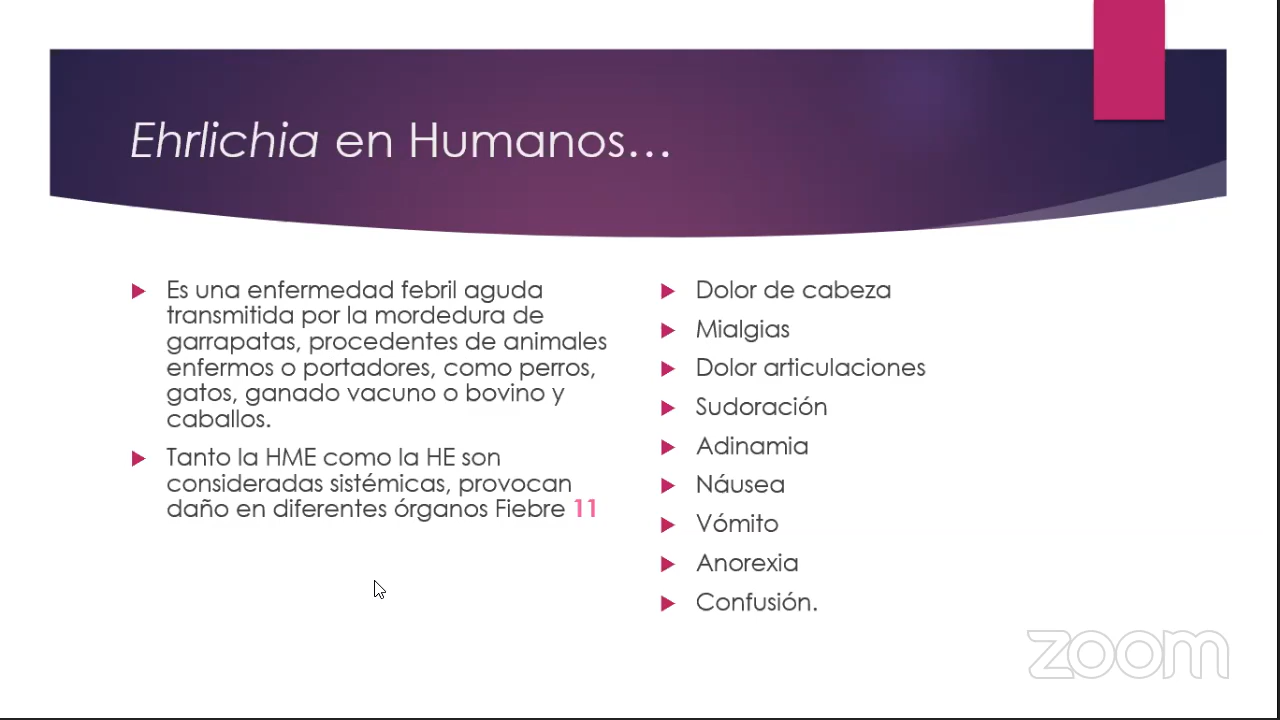 Ehrlichia en Humanos...
Es una enfermedad febril aguda
transmitida por la mordedura de
garrapatas, procedentes de animales
enfermos o portadores, como perros,
gatos, ganado vacuno o bovino y
caballos.
Tanto la HME como la HE son
consideradas sistémicas, provocan
daño en diferentes órganos Fiebre 11
Dolor de cabeza
Mialgias
Dolor articulaciones
Sudoración
Adinamia
Náusea
Vómito
Anorexia
Confusión.
zoom